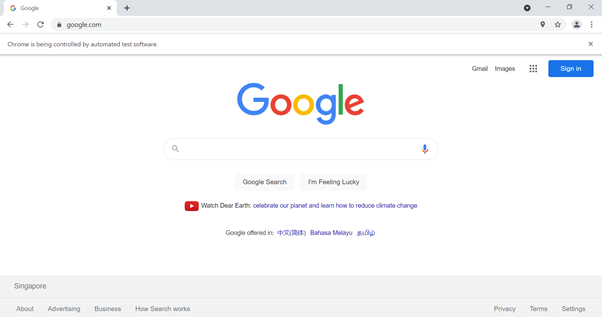 Google
google.com
Chrome is being controlled by automated test software.
Gmail Images Sign in
Google
Google Search I'm Feeling Lucky
Watch Dear Earth: celebrate our planet and learn how to reduce climate change
Google offered in: 中文(简体) Bahasa Melayu தமிழ்
Singapore
About Advertising Business How Search works Privacy Terms Settings